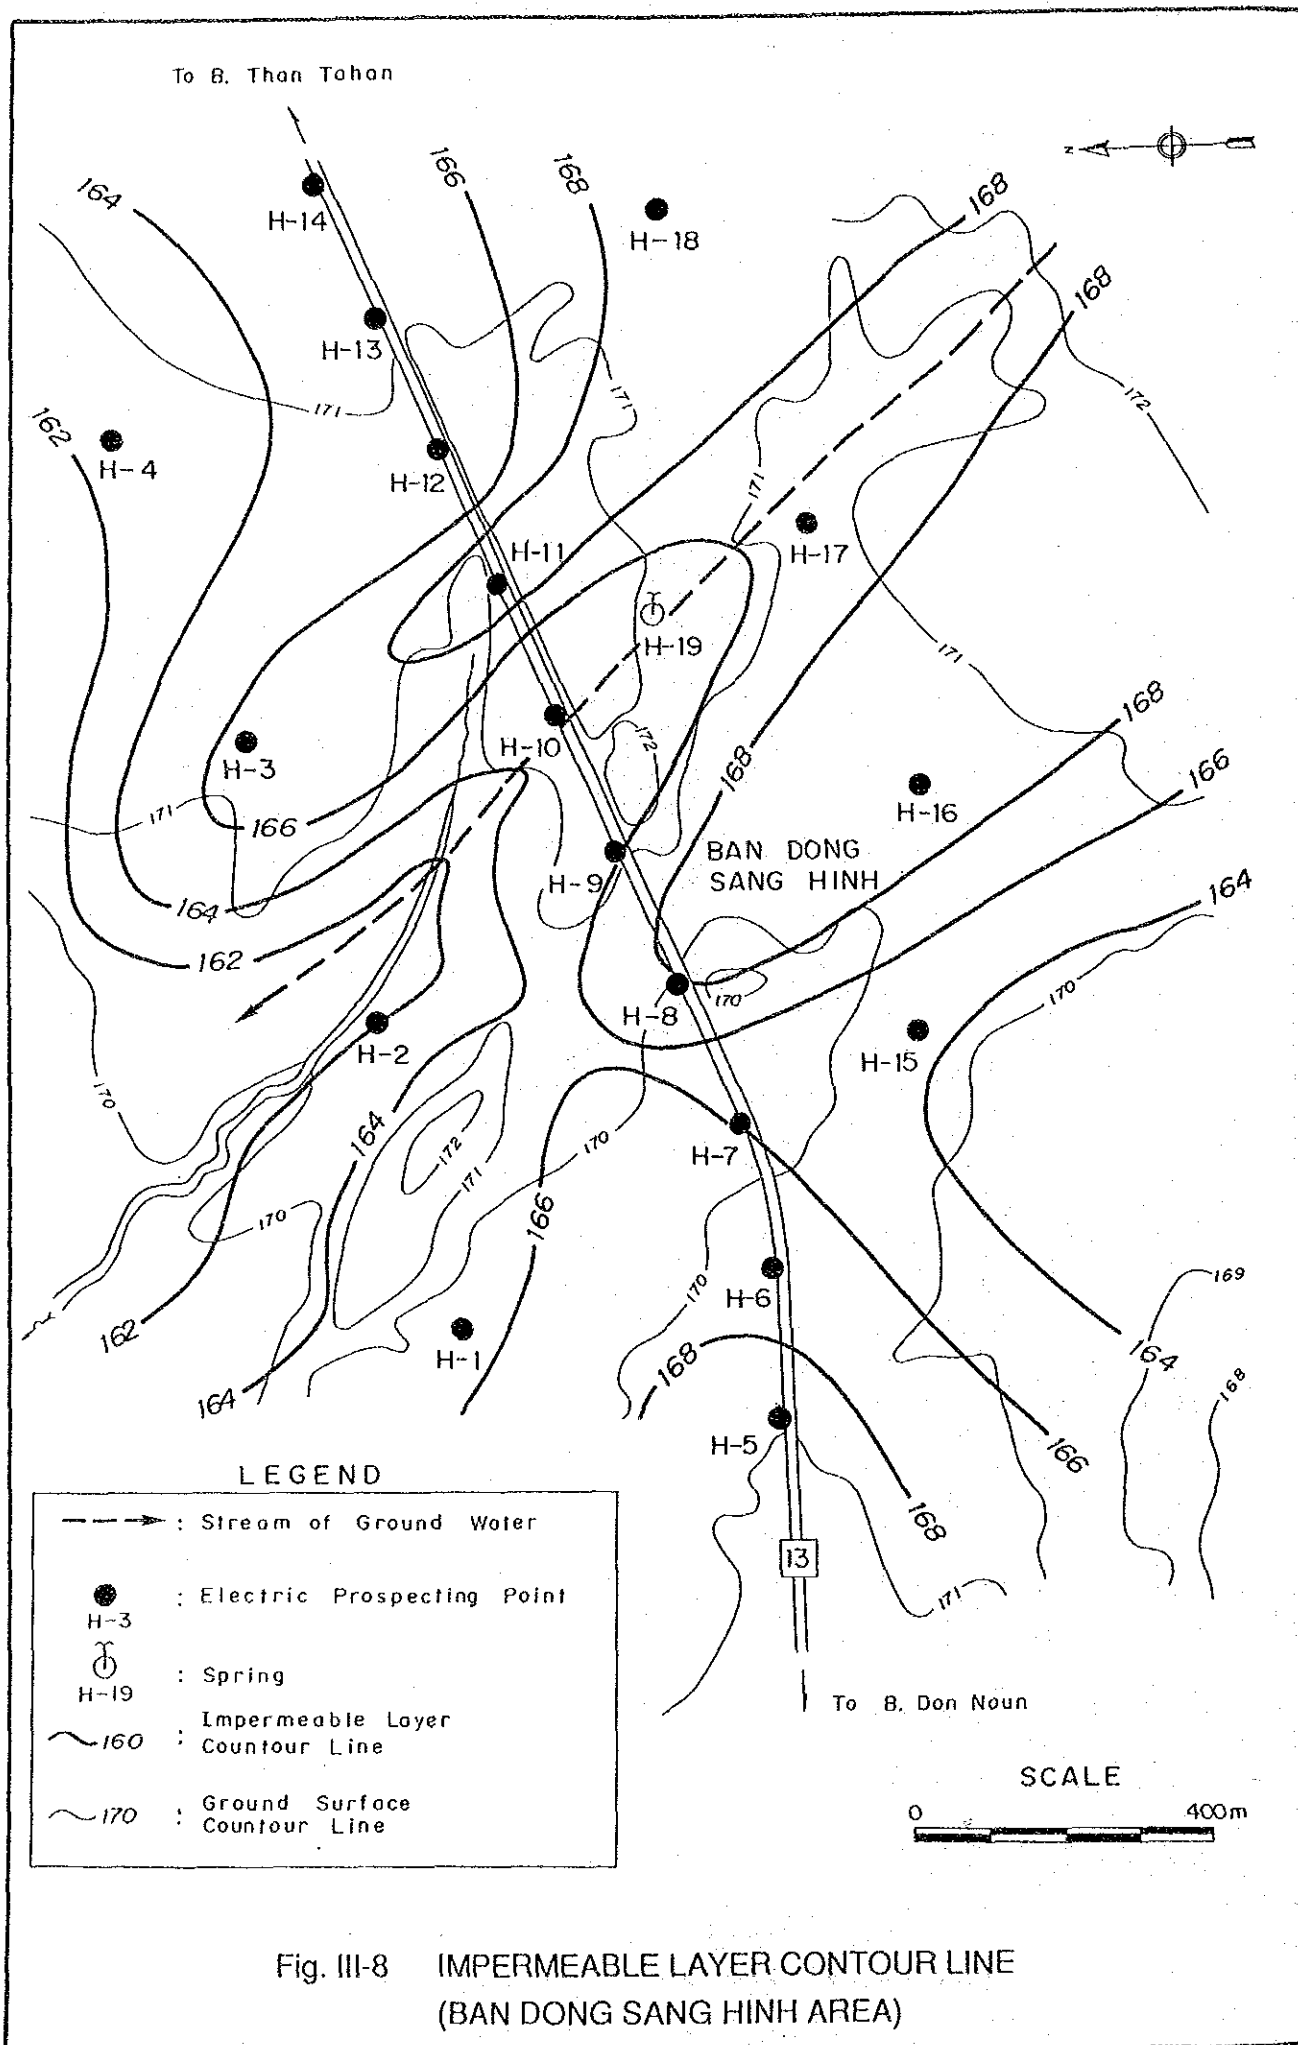 To B. Than Tahan
N
164
166
168
168
168
H-14
H-18
H-13
171
171
172
162
H-4
H-12
171
H-17
H-11
H-19
171
H-3
H-10
172
168
168
166
171
166
H-16
BAN DONG
SANG HINH
H-9
164
164
162
H-8
170
170
H-2
H-15
170
164
172
171
170
H-7
170
166
170
169
H-6
162
H-1
168
164
168
164
H-5
166
168
171
13
LEGEND
: Stream of Ground Water
: Electric Prospecting Point
H-3
: Spring
H-19
160 : Impermeable Layer
Countour Line
170 : Ground Surface
Countour Line
To B. Don Noun
SCALE
0 400m
Fig. III-8 IMPERMEABLE LAYER CONTOUR LINE
(BAN DONG SANG HINH AREA)